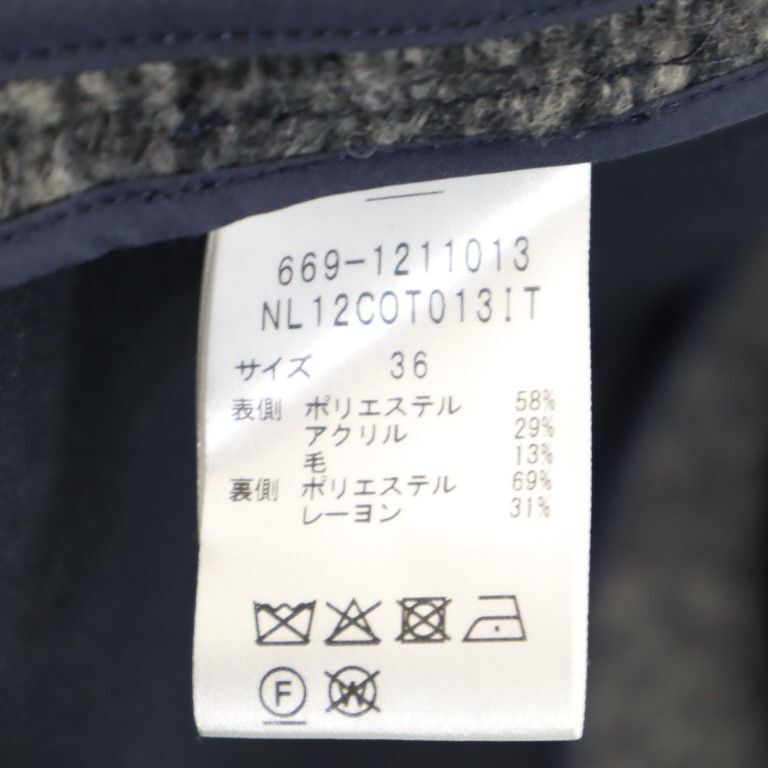 669-1211013
NL12COT013IT
サイズ 36
表側 ポリエステル 58%
アクリル 29%
毛 13%
裏側 ポリエステル 69%
レーヨン 31%
F W